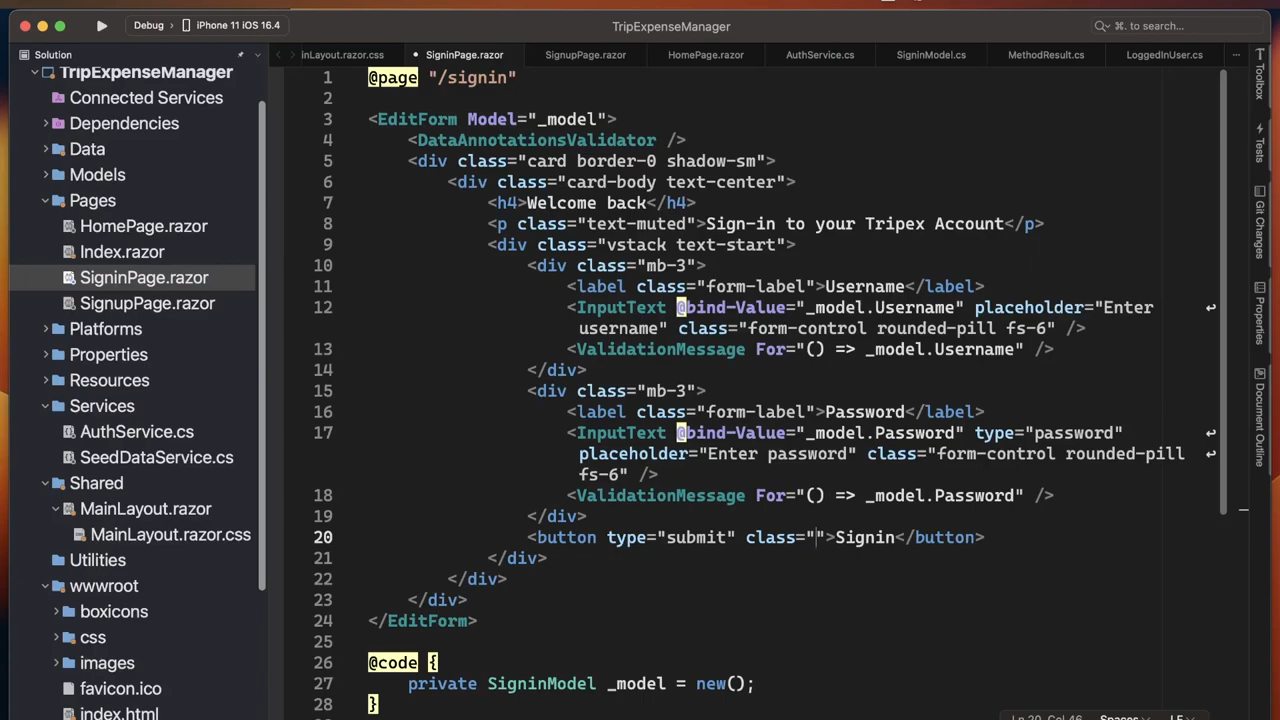 Debug
iPhone 11 iOS 16.4
TripExpenseManager
⌘. to search...
Solution
inLayout.razor.css
SigninPage.razor
SignupPage.razor
HomePage.razor
AuthService.cs
SigninModel.cs
MethodResult.cs
LoggedInUser.cs
TripExpenseManager
Connected Services
Dependencies
Data
Models
Pages
HomePage.razor
Index.razor
SigninPage.razor
SignupPage.razor
Platforms
Properties
Resources
Services
AuthService.cs
SeedDataService.cs
Shared
MainLayout.razor
MainLayout.razor.css
Utilities
wwwroot
boxicons
css
images
favicon.ico
index.html
1 @page "/signin"
2
3 <EditForm Model="_model">
4 <DataAnnotationsValidator />
5 <div class="card border-0 shadow-sm">
6 <div class="card-body text-center">
7 <h4>Welcome back</h4>
8 <p class="text-muted">Sign-in to your Tripex Account</p>
9 <div class="vstack text-start">
10 <div class="mb-3">
11 <label class="form-label">Username</label>
12 <InputText @bind-Value="_model.Username" placeholder="Enter
username" class="form-control rounded-pill fs-6" />
13 <ValidationMessage For="() => _model.Username" />
14 </div>
15 <div class="mb-3">
16 <label class="form-label">Password</label>
17 <InputText @bind-Value="_model.Password" type="password"
placeholder="Enter password" class="form-control rounded-pill
fs-6" />
18 <ValidationMessage For="() => _model.Password" />
19 </div>
20 <button type="submit" class="">Signin</button>
21 </div>
22 </div>
23 </div>
24 </EditForm>
25
26 @code {
27 private SigninModel _model = new();
28 }
Toolbox
Tests
Git Changes
Properties
Document Outline
Ln 20, Col 46
Spaces
LF